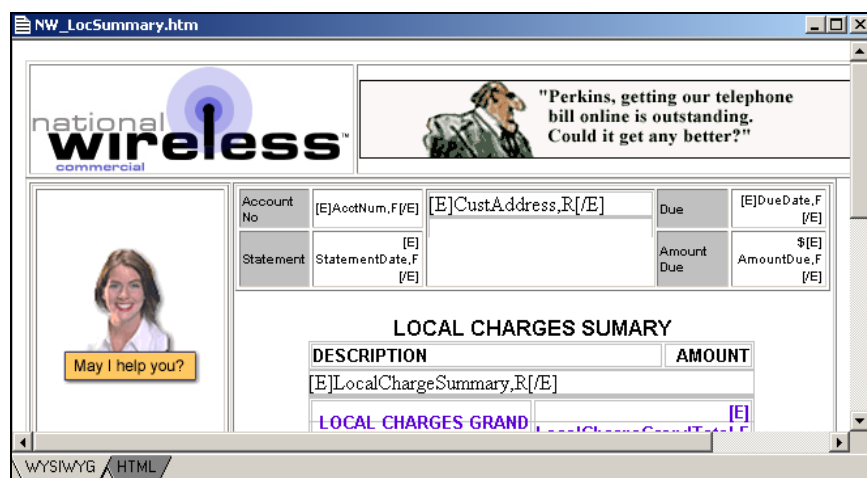 NW_LocSummary.htm
national
wireless™
commercial
"Perkins, getting our telephone
bill online is outstanding.
Could it get any better?"
Account
No
[E]AcctNum,F[/E]
[E]CustAddress,R[/E]
Due
[E]DueDate,F
[/E]
Statement
[E]
StatementDate,F
[/E]
Amount
Due
$[E]
AmountDue,F
[/E]
May I help you?
LOCAL CHARGES SUMARY
DESCRIPTION AMOUNT
[E]LocalChargeSummary,R[/E]
LOCAL CHARGES GRAND
[E]
WYSIWYG HTML